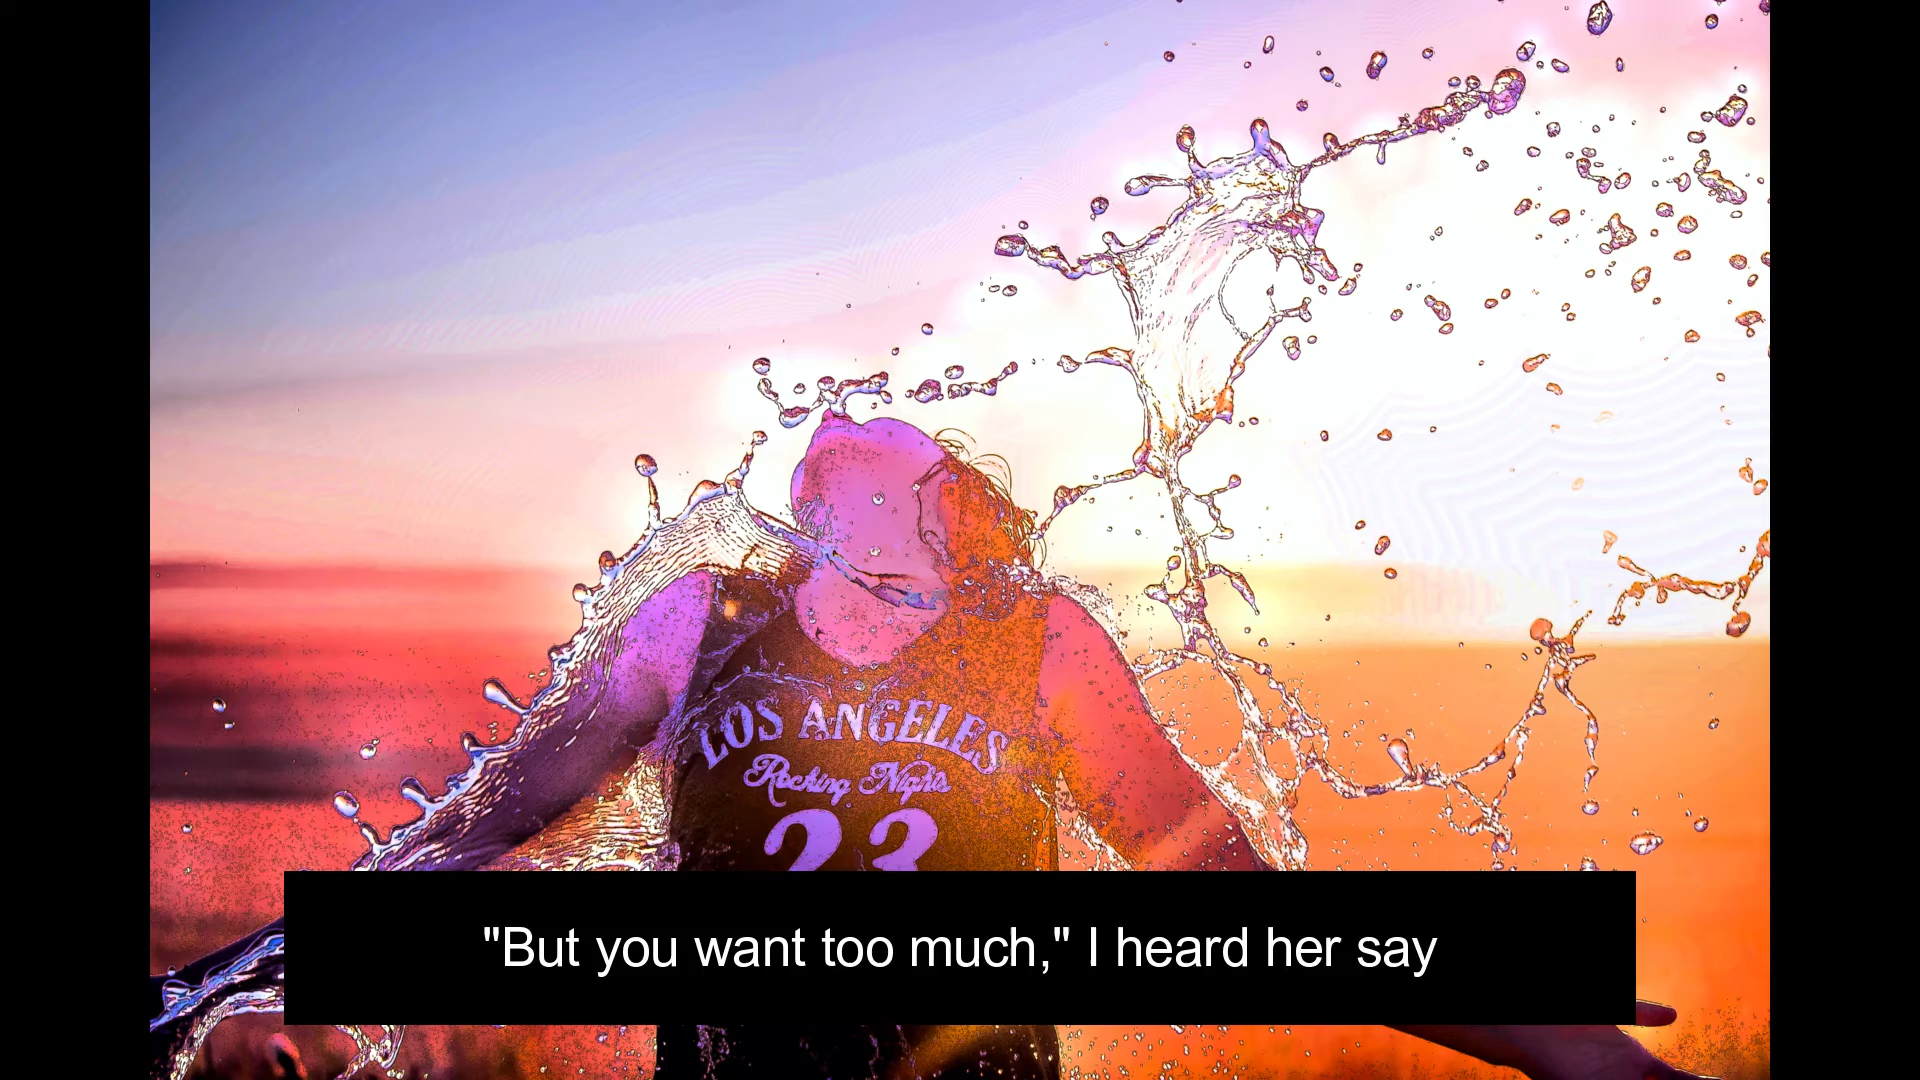 LOS ANGELES
Rocking Nights
23
"But you want too much," I heard her say